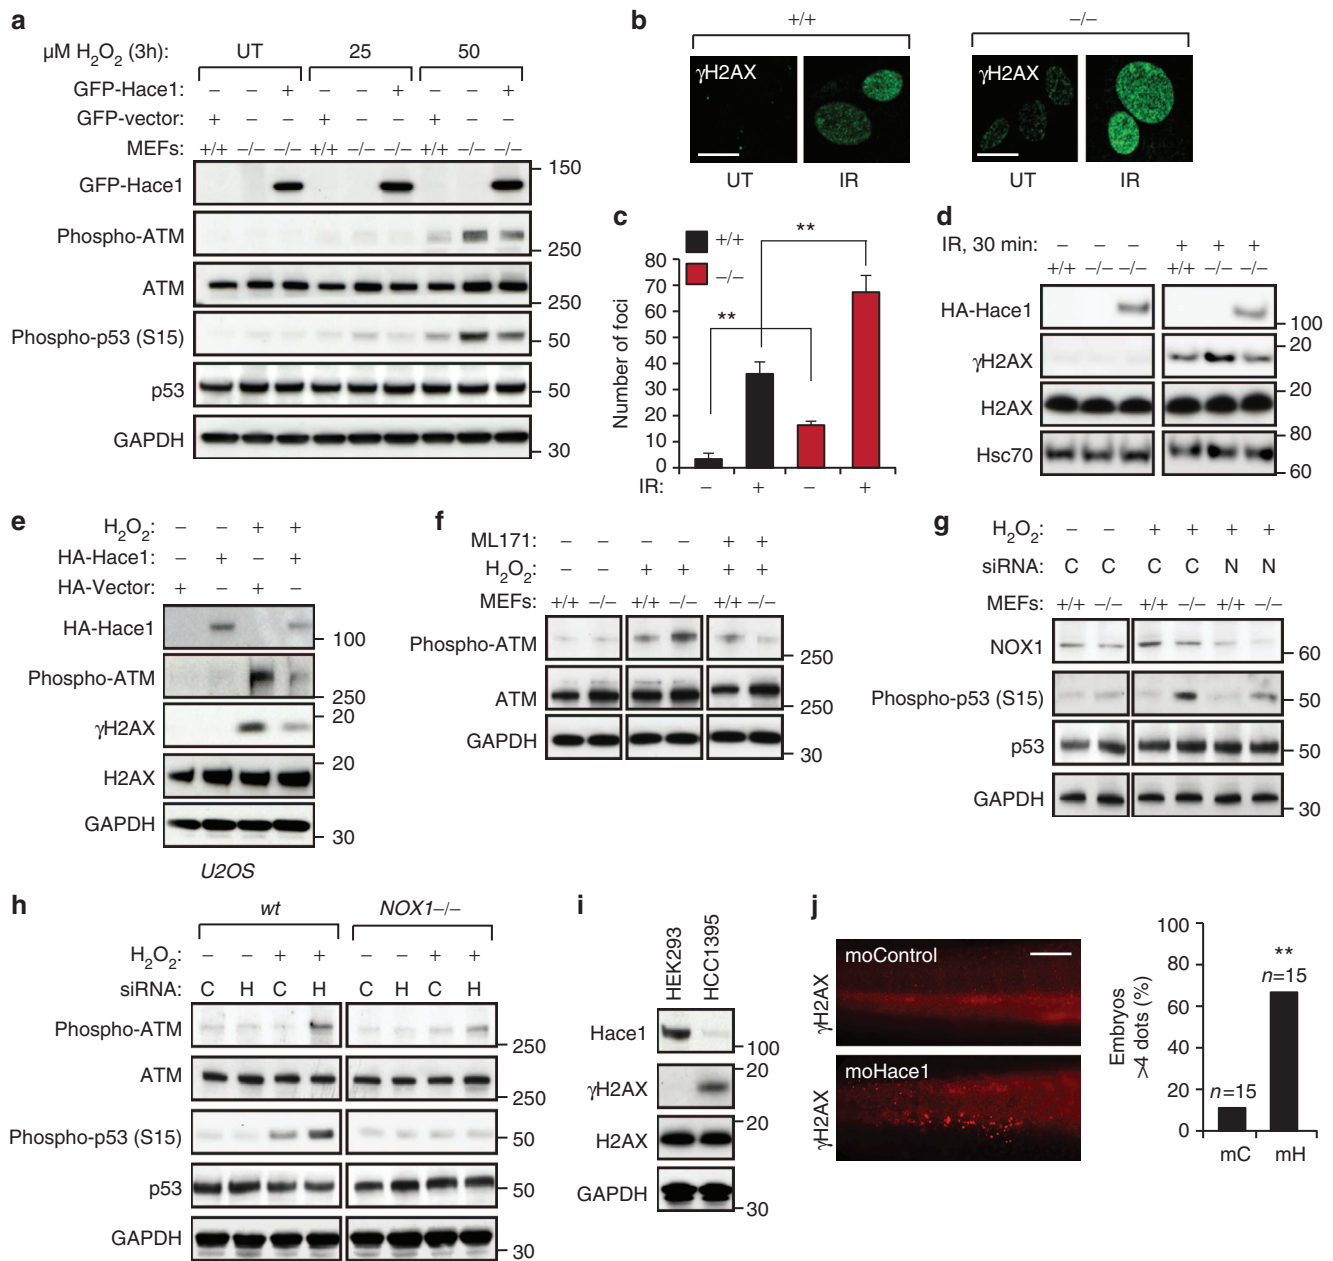 a
µM H2O2 (3h): UT 25 50
GFP-Hace1: – – + – – + – – +
GFP-vector: + – – + – – + – –
MEFs: +/+ –/– –/– +/+ –/– –/– +/+ –/– –/–
GFP-Hace1 150
Phospho-ATM 250
ATM 250
Phospho-p53 (S15) 50
p53 50
GAPDH 30
b
+/+ –/–
γH2AX γH2AX
UT IR UT IR
c
** **
+/+
–/–
Number of foci
80
70
60
50
40
30
20
10
0
IR: – + – +
d
IR, 30 min: – – – + + +
+/+ –/– –/– +/+ –/– –/–
HA-Hace1 100
γH2AX 20
H2AX 20
Hsc70 80
60
e
H2O2: – – + +
HA-Hace1: – + – +
HA-Vector: + – + –
HA-Hace1 100
Phospho-ATM 250
γH2AX 20
H2AX 20
GAPDH 30
U2OS
f
ML171: – – – – + +
H2O2: – – + + + +
MEFs: +/+ –/– +/+ –/– +/+ –/–
Phospho-ATM 250
ATM 250
GAPDH 30
g
H2O2: – – + + + +
siRNA: C C C C N N
MEFs: +/+ –/– +/+ –/– +/+ –/–
NOX1 60
Phospho-p53 (S15) 50
p53 50
GAPDH 30
h
wt NOX1–/–
H2O2: – – + + – – + +
siRNA: C H C H C H C H
Phospho-ATM 250
ATM 250
Phospho-p53 (S15) 50
p53 50
GAPDH 30
i
HEK293
HCC1395
Hace1 100
γH2AX 20
H2AX 20
GAPDH 30
j
moControl
γH2AX
moHace1
γH2AX
Embryos
>4 dots (%)
100
80
60
40
20
0
**
n=15
n=15
mC mH